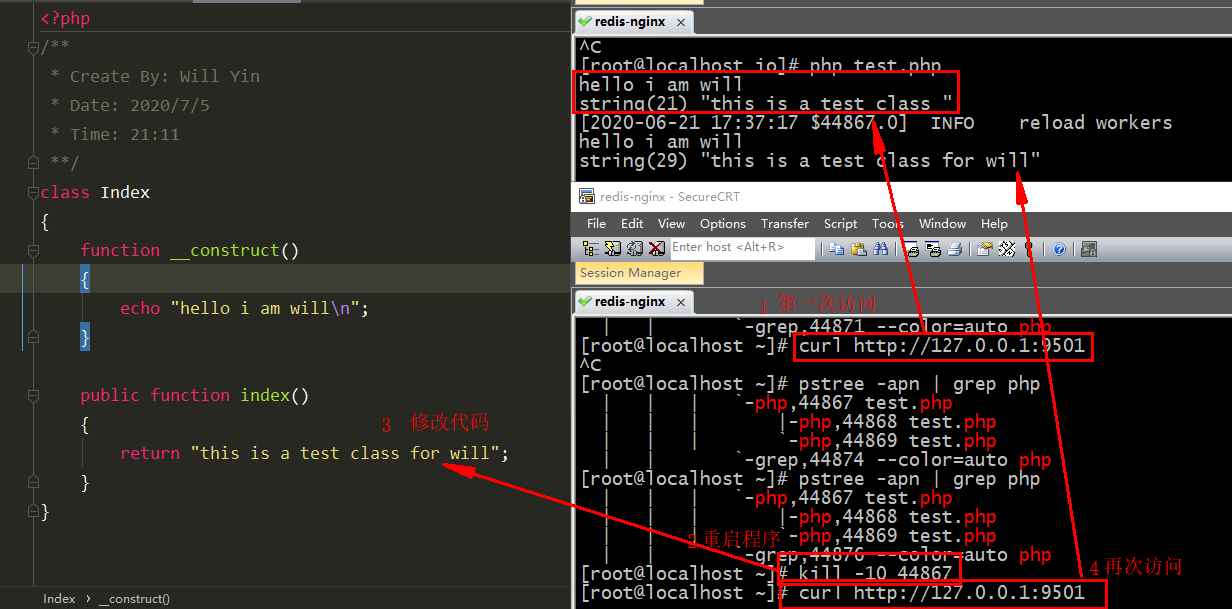 <?php
/**
 * Create By: Will Yin
 * Date: 2020/7/5
 * Time: 21:11
 **/
class Index
{
    function __construct()
    {
        echo "hello i am will\n";
    }

    public function index()
    {
3 修改代码
        return "this is a test class for will";
    }
}
Index › __construct()
redis-nginx ×
^C
[root@localhost io]# php test.php
hello i am will
string(21) "this is a test class "
[2020-06-21 17:37:17 $44867.0]  INFO    reload workers
hello i am will
string(29) "this is a test class for will"
redis-nginx - SecureCRT
File Edit View Options Transfer Script Tools Window Help
Enter host <Alt+R>
Session Manager
redis-nginx ×
1 第一次访问
 |   |   |   `-grep,44871 --color=auto php
[root@localhost ~]# curl http://127.0.0.1:9501
^C
[root@localhost ~]# pstree -apn | grep php
 |   |   |   `-php,44867 test.php
 |   |   |       |-php,44868 test.php
 |   |   |       `-php,44869 test.php
 |   |       `-grep,44874 --color=auto php
[root@localhost ~]# pstree -apn | grep php
 |   |   |   `-php,44867 test.php
 |   |   |       |-php,44868 test.php
 |   |   |       `-php,44869 test.php
2 重启程序
 |   |       `-grep,44876 --color=auto php
[root@localhost ~]# kill -10 44867
4 再次访问
[root@localhost ~]# curl http://127.0.0.1:9501